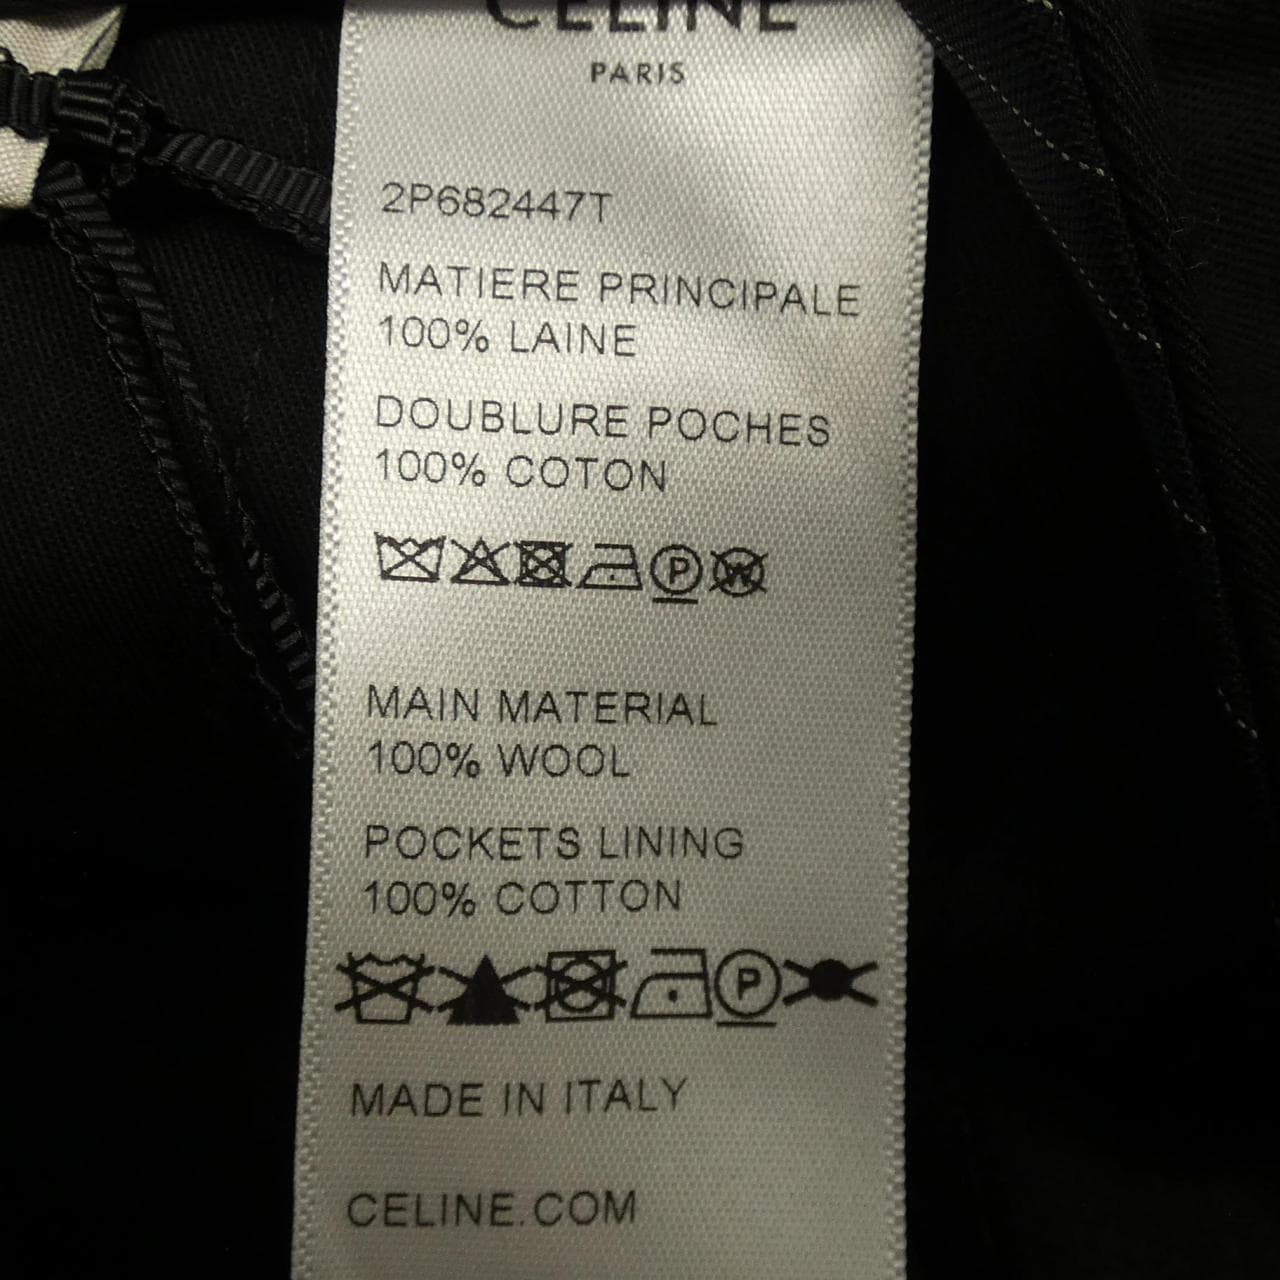 CELINE
PARIS
2P682447T
MATIERE PRINCIPALE
100% LAINE
DOUBLURE POCHES
100% COTON
P W
MAIN MATERIAL
100% WOOL
POCKETS LINING
100% COTTON
P
MADE IN ITALY
CELINE.COM